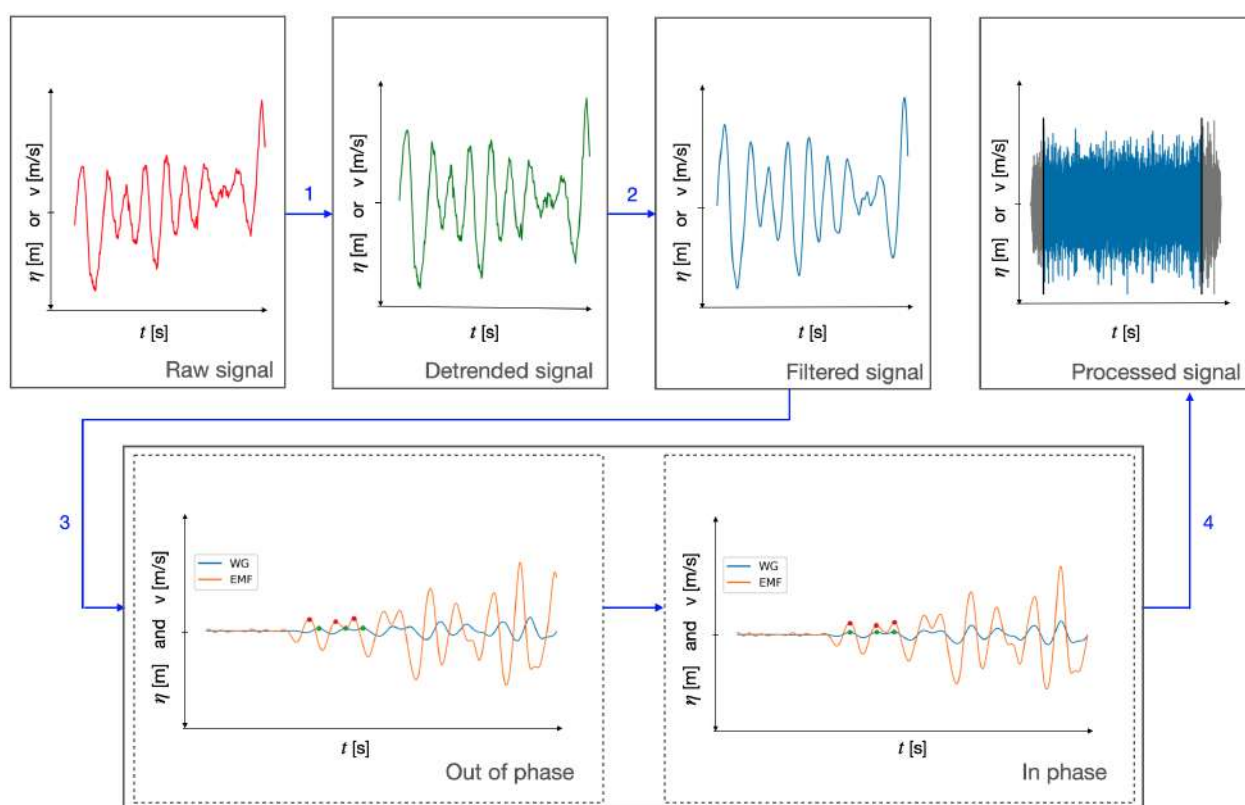 η [m] or v [m/s]
t [s]
Raw signal
1
η [m] or v [m/s]
t [s]
Detrended signal
2
η [m] or v [m/s]
t [s]
Filtered signal
η [m] or v [m/s]
t [s]
Processed signal
3
η [m] and v [m/s]
WG
EMF
t [s]
Out of phase
η [m] and v [m/s]
WG
EMF
t [s]
In phase
4